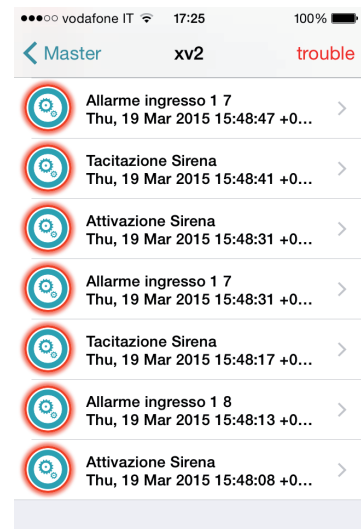 vodafone IT 17:25 100%
Master xv2 trouble
Allarme ingresso 1 7
Thu, 19 Mar 2015 15:48:47 +0…
Tacitazione Sirena
Thu, 19 Mar 2015 15:48:41 +0…
Attivazione Sirena
Thu, 19 Mar 2015 15:48:31 +0…
Allarme ingresso 1 7
Thu, 19 Mar 2015 15:48:31 +0…
Tacitazione Sirena
Thu, 19 Mar 2015 15:48:17 +0…
Allarme ingresso 1 8
Thu, 19 Mar 2015 15:48:13 +0…
Attivazione Sirena
Thu, 19 Mar 2015 15:48:08 +0…